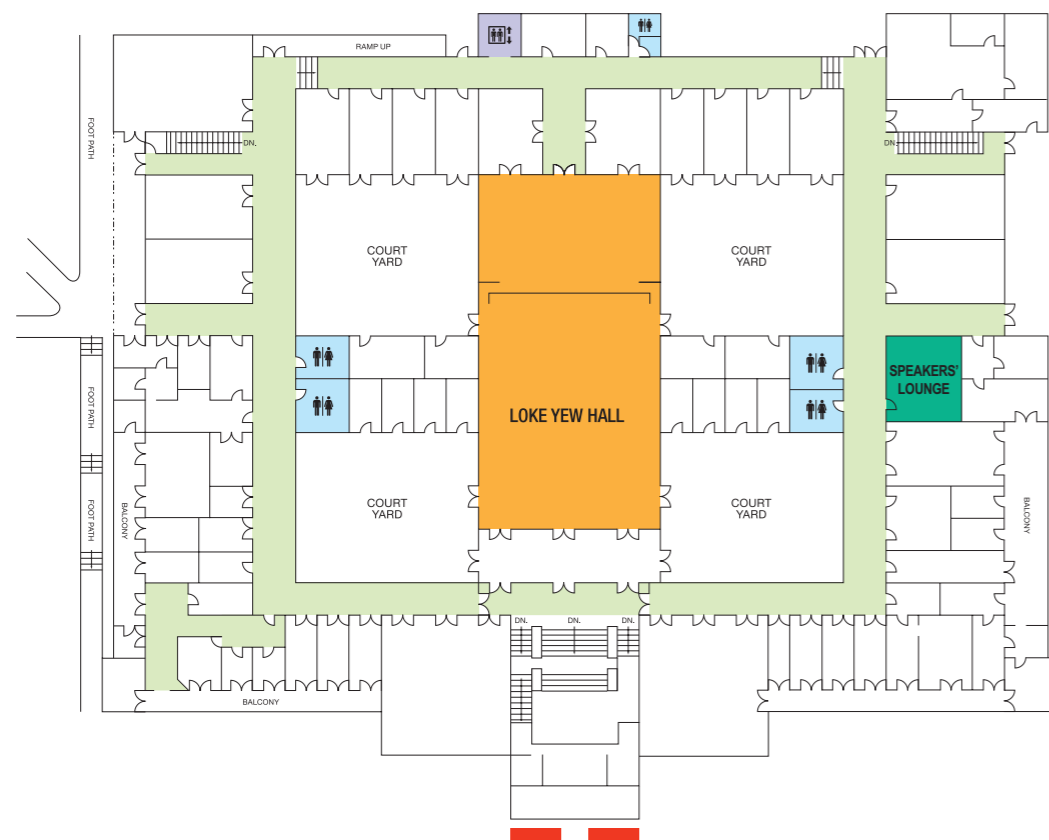 RAMP UP
FOOT PATH
DN.
DN.
COURT
YARD
COURT
YARD
SPEAKERS'
LOUNGE
FOOT PATH
LOKE YEW HALL
COURT
YARD
COURT
YARD
FOOT PATH
BALCONY
BALCONY
DN.
DN.
DN.
BALCONY